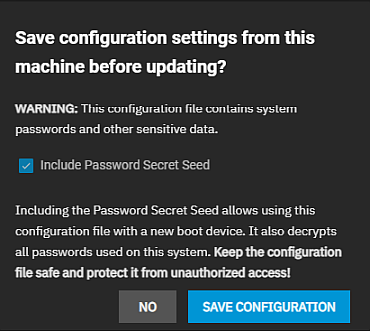 Save configuration settings from this
machine before updating?
WARNING: This configuration file contains system
passwords and other sensitive data.
Include Password Secret Seed
Including the Password Secret Seed allows using this
configuration file with a new boot device. It also decrypts
all passwords used on this system. Keep the configuration
file safe and protect it from unauthorized access!
NO
SAVE CONFIGURATION